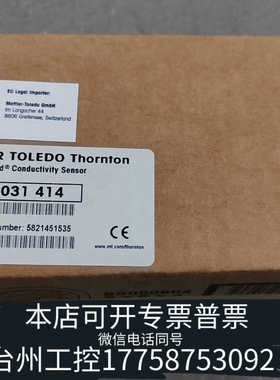 EU Legal Importer:
Mettler-Toledo GmbH
Im Langacher 44
8606 Greifensee, Switzerland
R TOLEDO Thornton
d® Conductivity Sensor
031 414
umber: 5821451535
CE
www.mt.com/thornton
本店可开专票普票
微信电话同号
台州工控17758753092